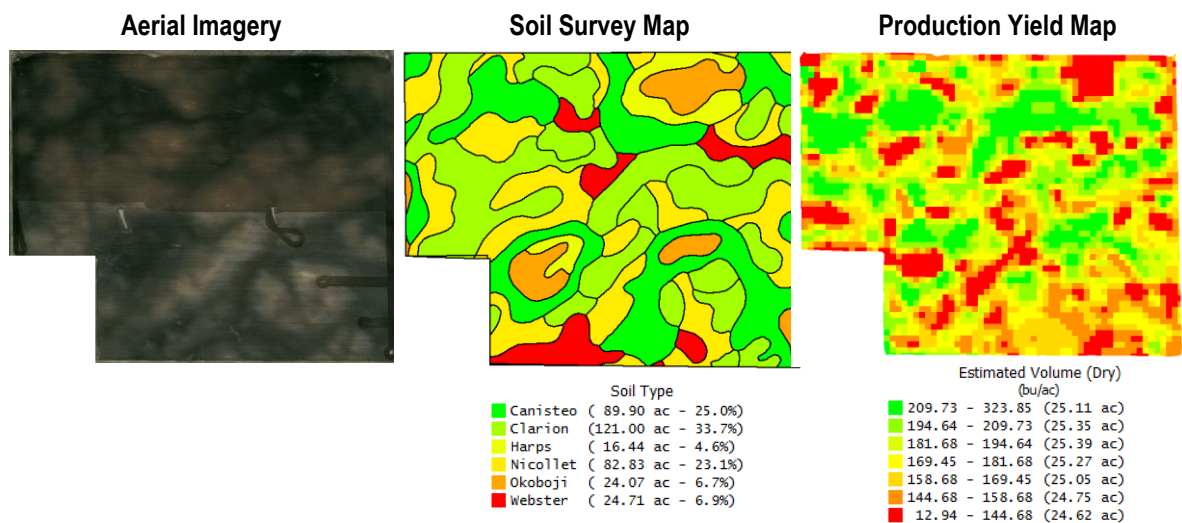 Aerial Imagery
Soil Survey Map
Production Yield Map
Soil Type
Canisteo ( 89.90 ac - 25.0%)
Clarion (121.00 ac - 33.7%)
Harps ( 16.44 ac - 4.6%)
Nicollet ( 82.83 ac - 23.1%)
Okoboji ( 24.07 ac - 6.7%)
Webster ( 24.71 ac - 6.9%)
Estimated Volume (Dry)
(bu/ac)
209.73 - 323.85 (25.11 ac)
194.64 - 209.73 (25.35 ac)
181.68 - 194.64 (25.39 ac)
169.45 - 181.68 (25.27 ac)
158.68 - 169.45 (25.05 ac)
144.68 - 158.68 (24.75 ac)
12.94 - 144.68 (24.62 ac)